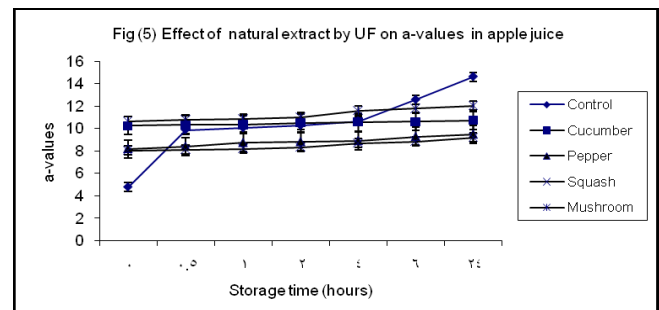 Fig (5) Effect of natural extract by UF on a-values in apple juice
16
14
12
10
8
6
4
2
0
a-values
٠ ٠,٥ ١ ٢ ٤ ٦ ٢٤
Storage time (hours)
Control
Cucumber
Pepper
Squash
Mushroom